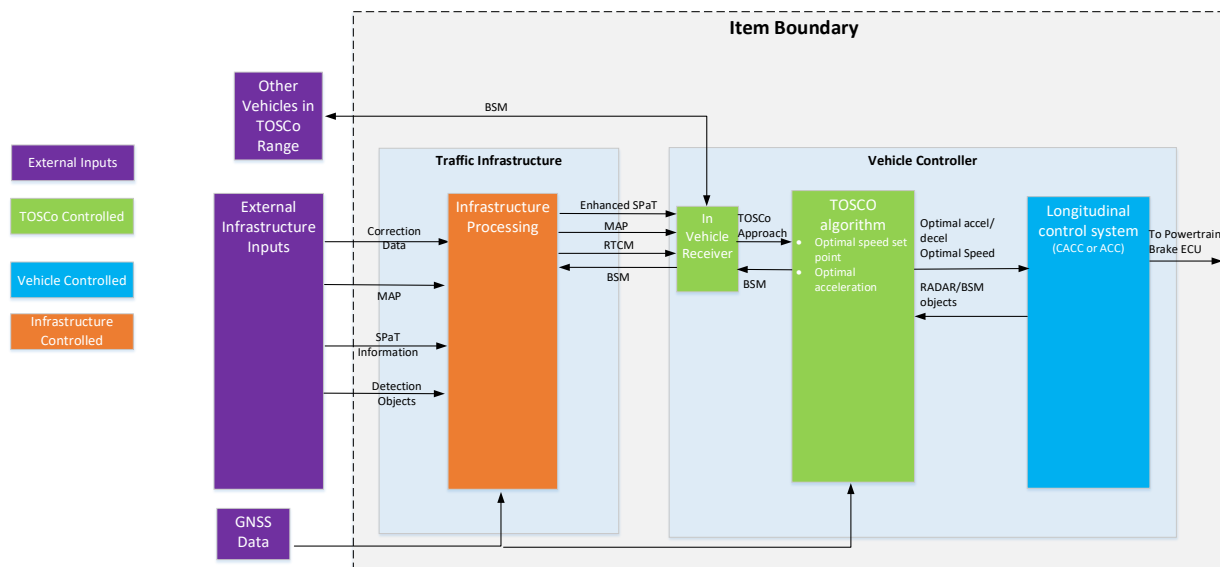 Item Boundary
Other
Vehicles in
TOSCo
Range
BSM
External Inputs
TOSCo Controlled
Vehicle Controlled
Infrastructure
Controlled
Traffic Infrastructure
Vehicle Controller
External
Infrastructure
Inputs
Correction
Data
MAP
SPaT
Information
Detection
Objects
Infrastructure
Processing
Enhanced SPaT
MAP
RTCM
BSM
In
Vehicle
Receiver
TOSCo
Approach
BSM
TOSCO
algorithm
• Optimal speed set
point
• Optimal
acceleration
Optimal accel/
decel
Optimal Speed
RADAR/BSM
objects
Longitudinal
control system
(CACC or ACC)
To Powertrain
Brake ECU
GNSS
Data